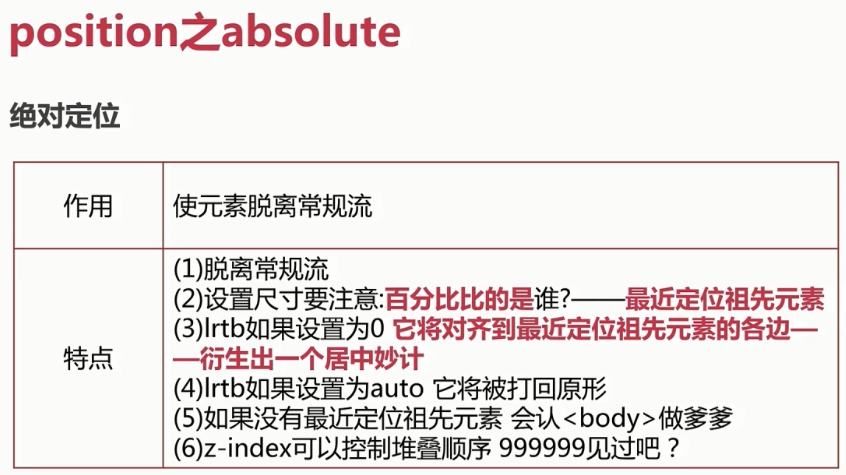 position之absolute
绝对定位
作用
使元素脱离常规流
特点
(1)脱离常规流
(2)设置尺寸要注意:百分比比的是谁?——最近定位祖先元素
(3)lrtb如果设置为0 它将对齐到最近定位祖先元素的各边—
—衍生出一个居中妙计
(4)lrtb如果设置为auto 它将被打回原形
(5)如果没有最近定位祖先元素 会认<body>做爹爹
(6)z-index可以控制堆叠顺序 999999见过吧？